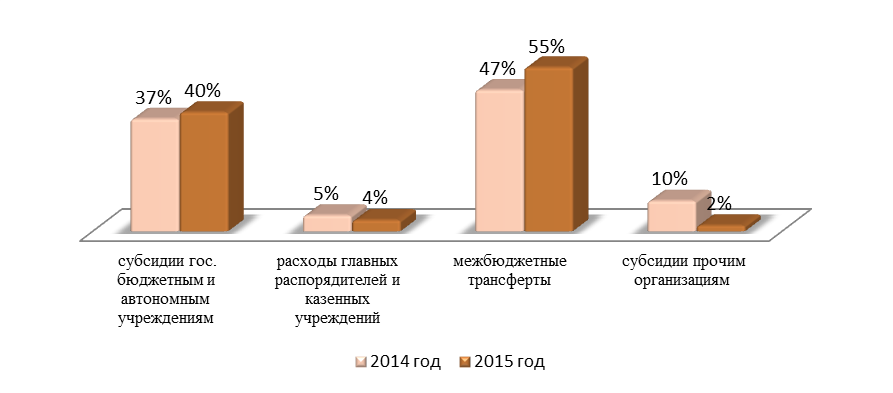 55%
47%
37%
40%
10%
5%
4%
2%
субсидии гос.
бюджетным и
автономным
учреждениям
расходы главных
распорядителей и
казенных
учреждений
межбюджетные
трансферты
субсидии прочим
организациям
2014 год
2015 год